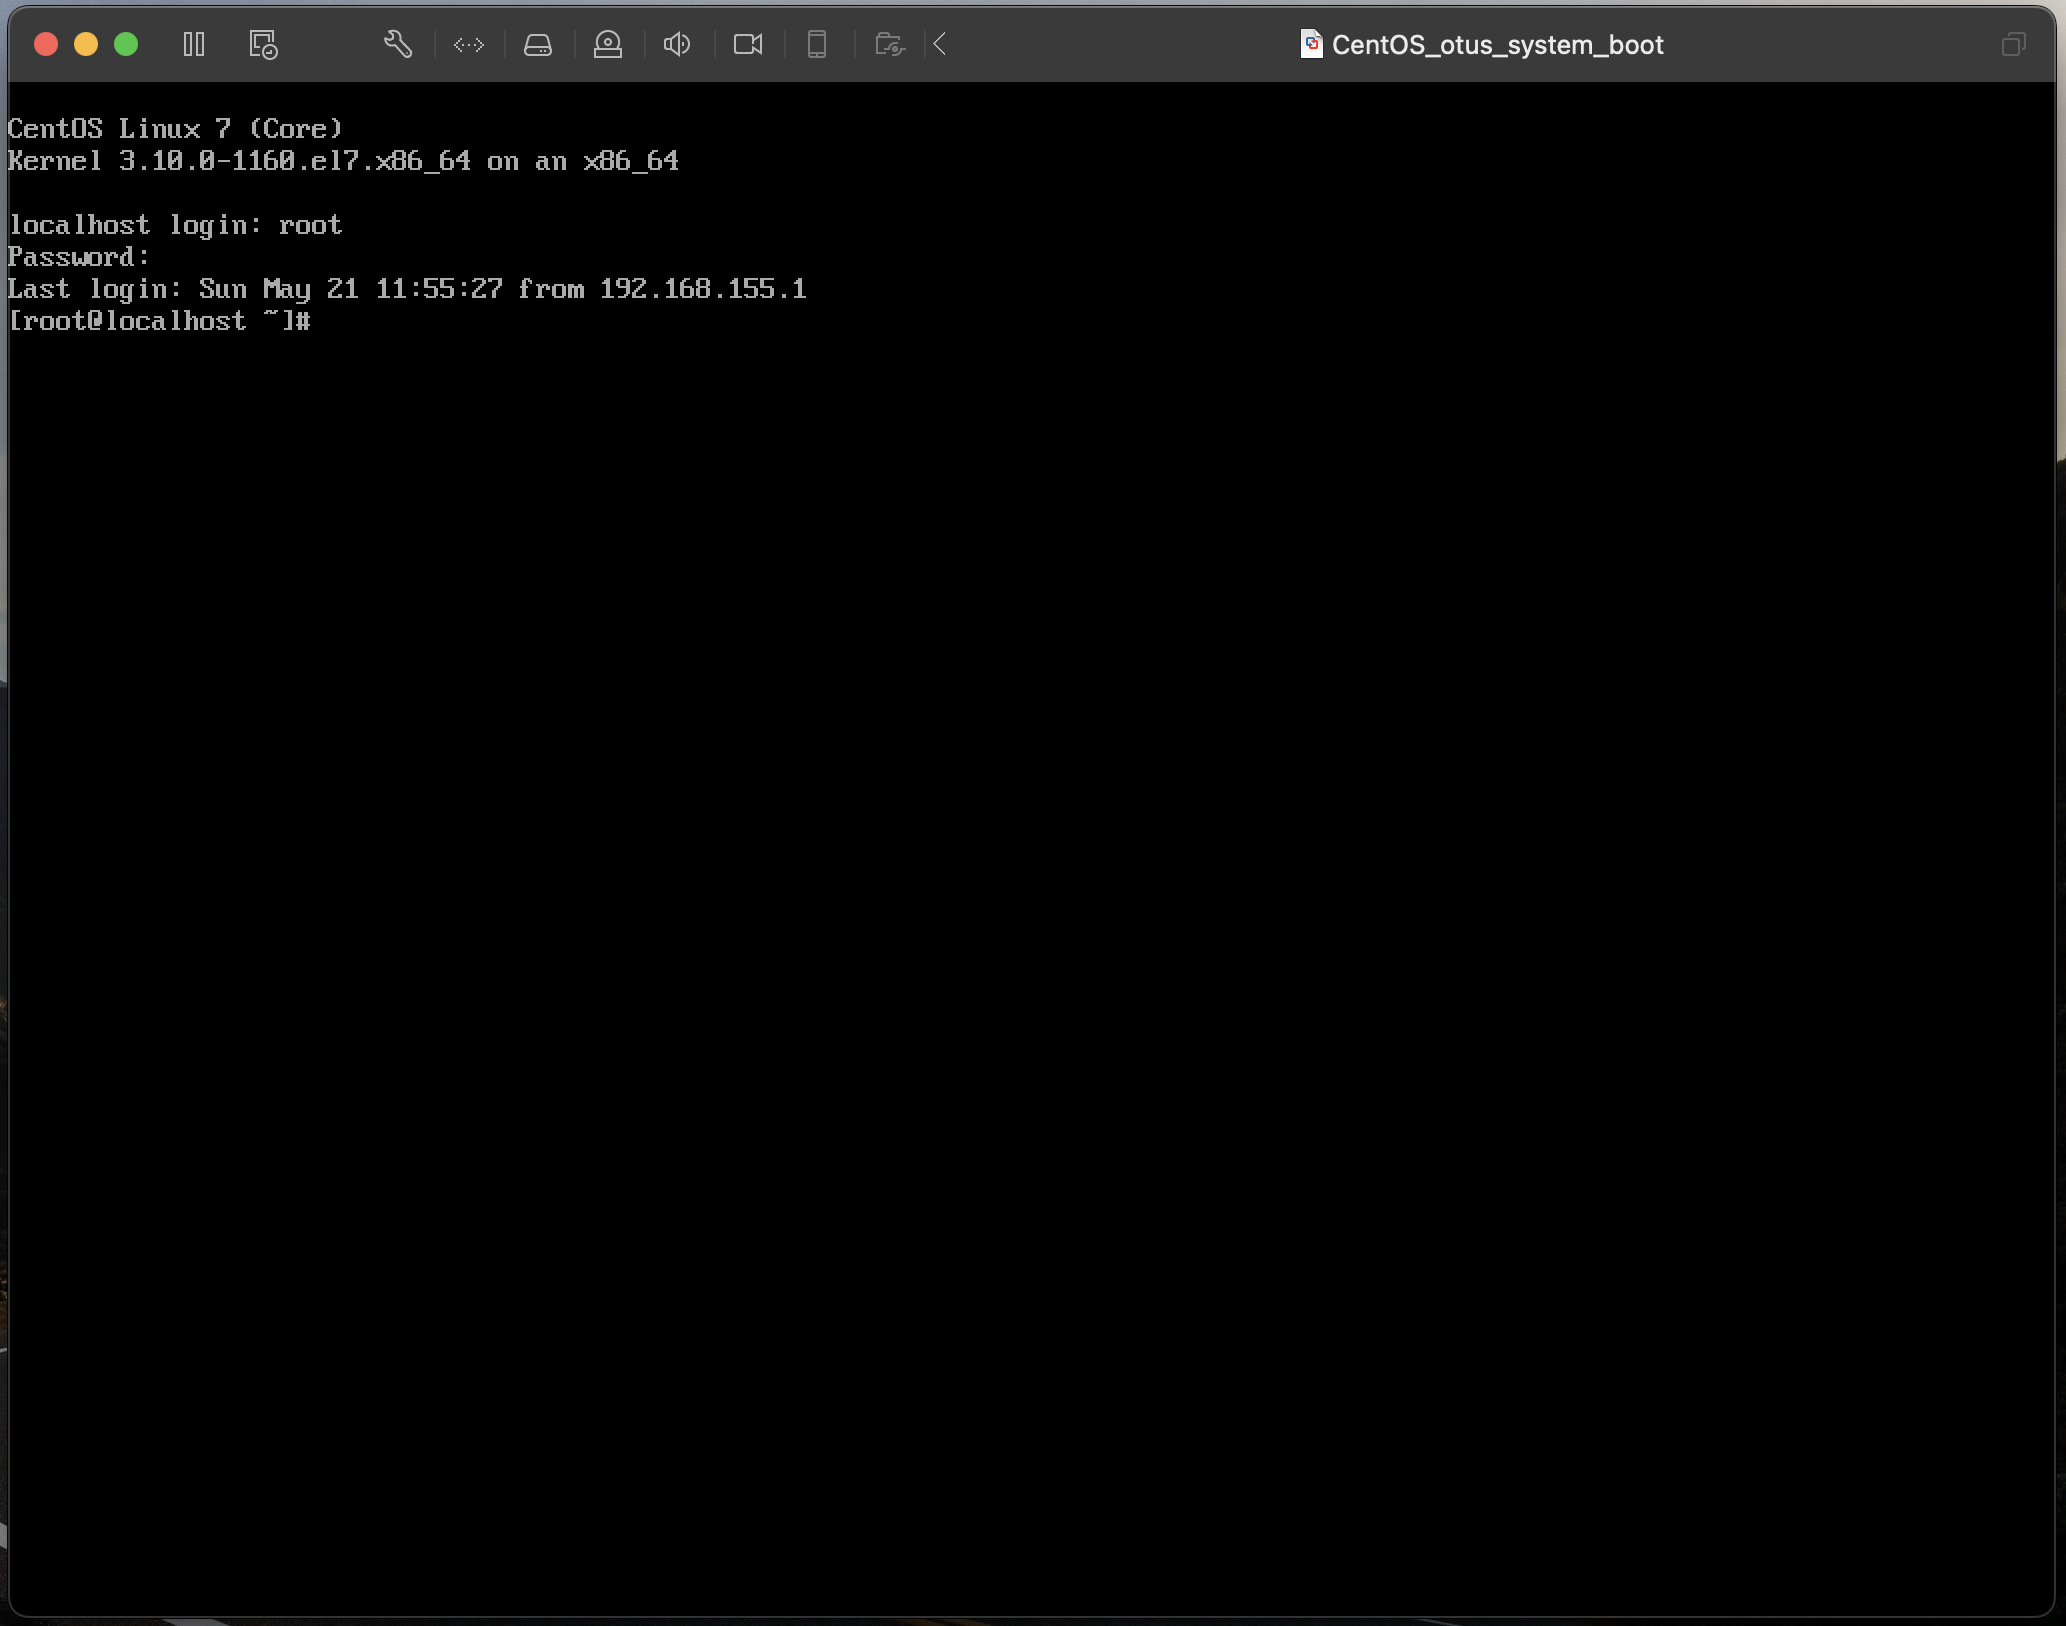 CentOS_otus_system_boot
CentOS Linux 7 (Core)
Kernel 3.10.0-1160.el7.x86_64 on an x86_64
localhost login: root
Password:
Last login: Sun May 21 11:55:27 from 192.168.155.1
[root@localhost ~]#